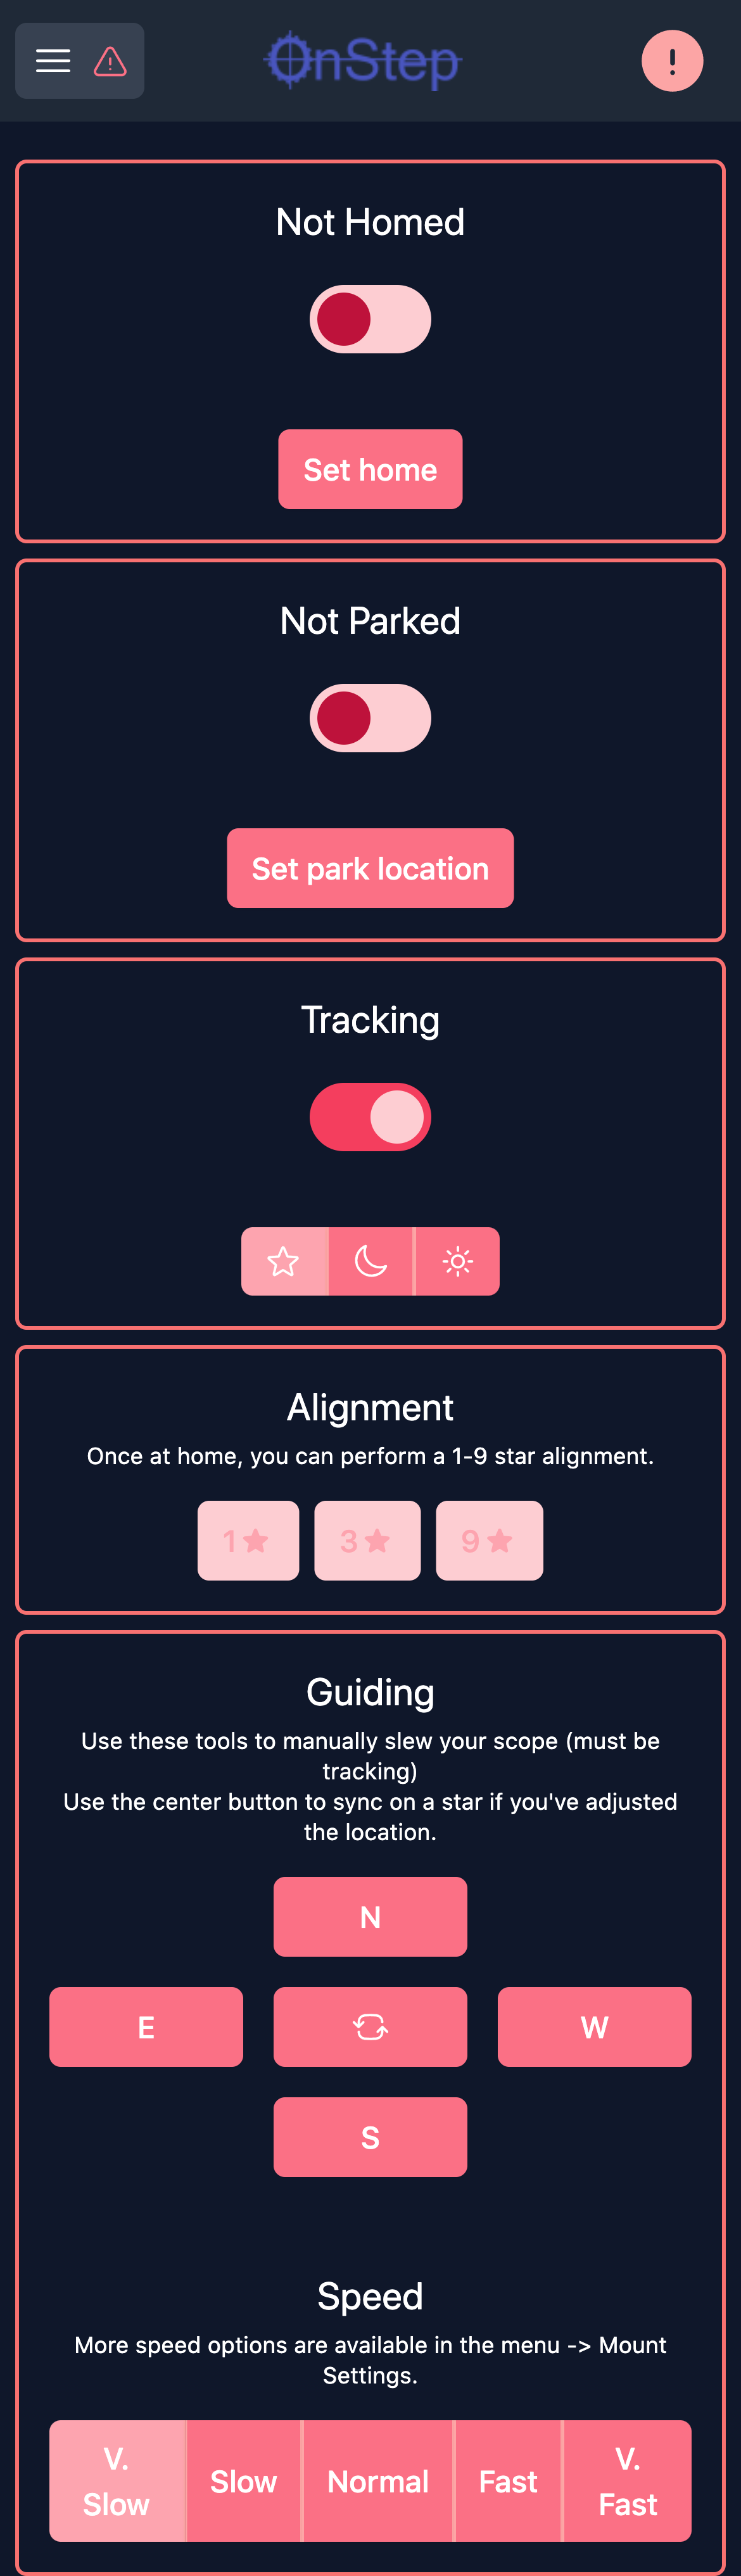 OnStep
Not Homed
Set home
Not Parked
Set park location
Tracking
Alignment
Once at home, you can perform a 1-9 star alignment.
1 3 9
Guiding
Use these tools to manually slew your scope (must be
tracking)
Use the center button to sync on a star if you've adjusted
the location.
N
E W
S
Speed
More speed options are available in the menu -> Mount
Settings.
V. Slow Slow Normal Fast V. Fast